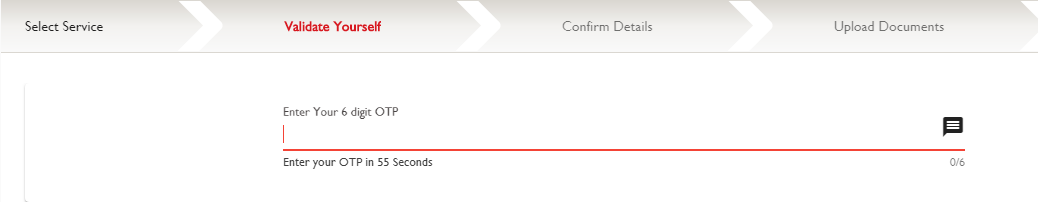 Select Service
Validate Yourself
Confirm Details
Upload Documents
Enter Your 6 digit OTP
Enter your OTP in 55 Seconds
0/6